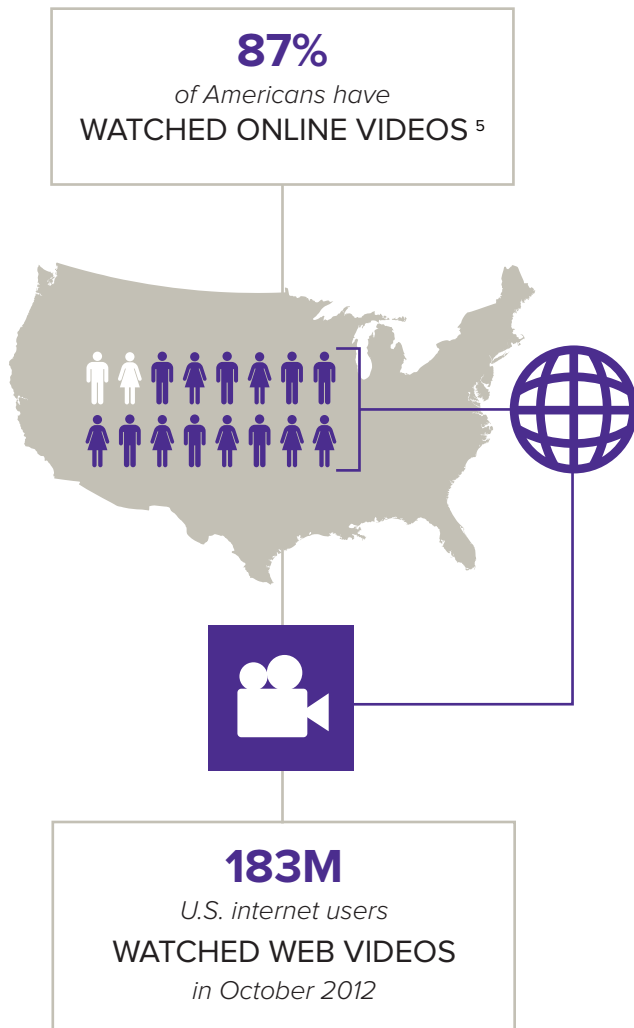 87%
of Americans have
WATCHED ONLINE VIDEOS 5
183M
U.S. internet users
WATCHED WEB VIDEOS
in October 2012